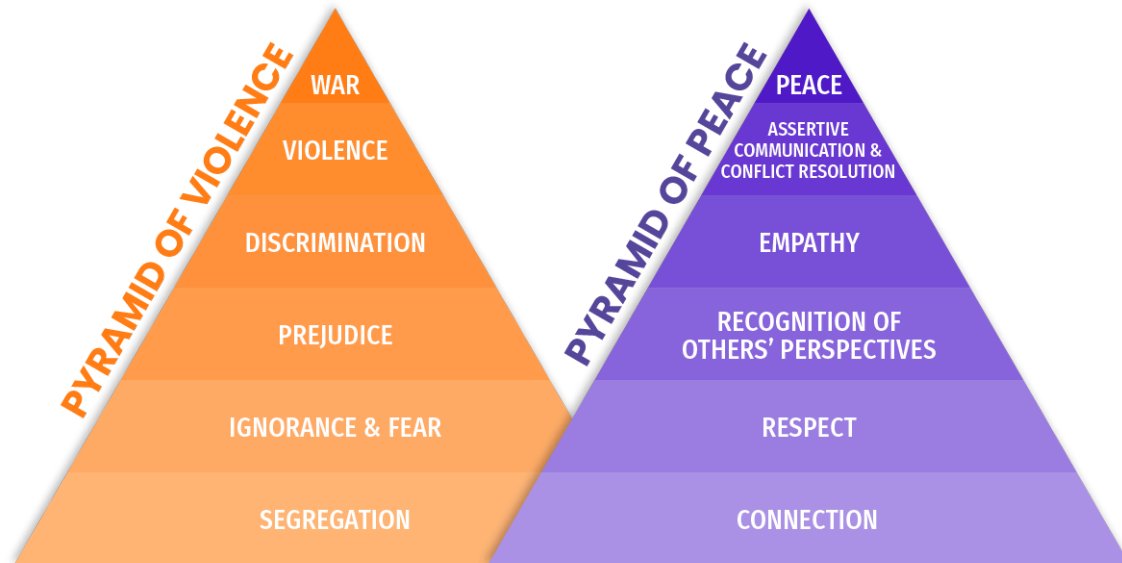 PYRAMID OF VIOLENCE
WAR
VIOLENCE
DISCRIMINATION
PREJUDICE
IGNORANCE & FEAR
SEGREGATION
PYRAMID OF PEACE
PEACE
ASSERTIVE
COMMUNICATION &
CONFLICT RESOLUTION
EMPATHY
RECOGNITION OF
OTHERS’ PERSPECTIVES
RESPECT
CONNECTION